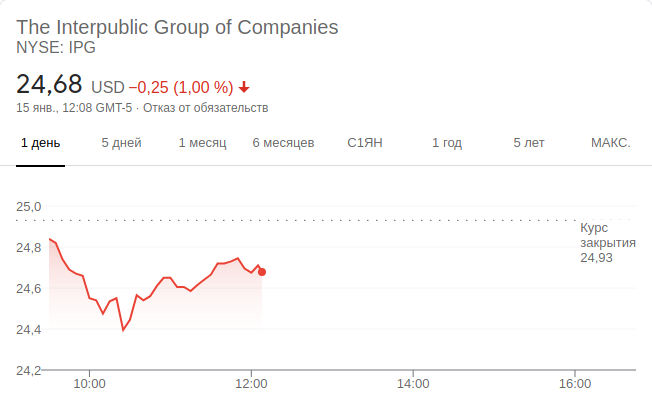 The Interpublic Group of Companies
NYSE: IPG
24,68 USD −0,25 (1,00 %)
15 янв., 12:08 GMT-5 · Отказ от обязательств
1 день 5 дней 1 месяц 6 месяцев С1ЯН 1 год 5 лет МАКС.
25,0
Курс
закрытия
24,93
24,8
24,6
24,4
24,2
10:00 12:00 14:00 16:00